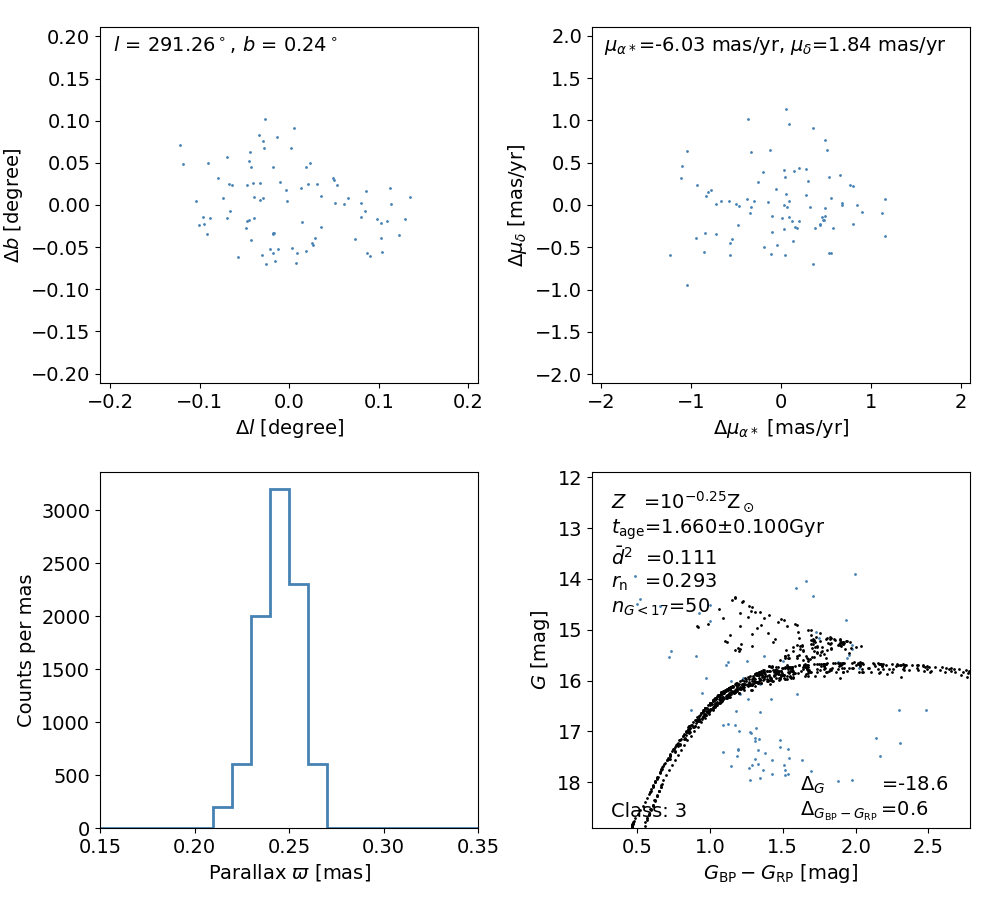 l = 291.26°, b = 0.24°
0.20
0.15
0.10
0.05
0.00
−0.05
−0.10
−0.15
−0.20
−0.2 −0.1 0.0 0.1 0.2
Δl [degree]
Δb [degree]
μα∗=-6.03 mas/yr, μδ=1.84 mas/yr
2.0
1.5
1.0
0.5
0.0
−0.5
−1.0
−1.5
−2.0
−2 −1 0 1 2
Δμα∗ [mas/yr]
Δμδ [mas/yr]
3000
2500
2000
1500
1000
500
0
0.15 0.20 0.25 0.30 0.35
Parallax ϖ [mas]
Counts per mas
12
13
14
15
16
17
18
Z =10^−0.25 Z⊙
tage=1.660±0.100Gyr
d̄² =0.111
rn =0.293
nG<17=50
ΔG =-18.6
ΔGBP−GRP =0.6
Class: 3
0.5 1.0 1.5 2.0 2.5
GBP − GRP [mag]
G [mag]